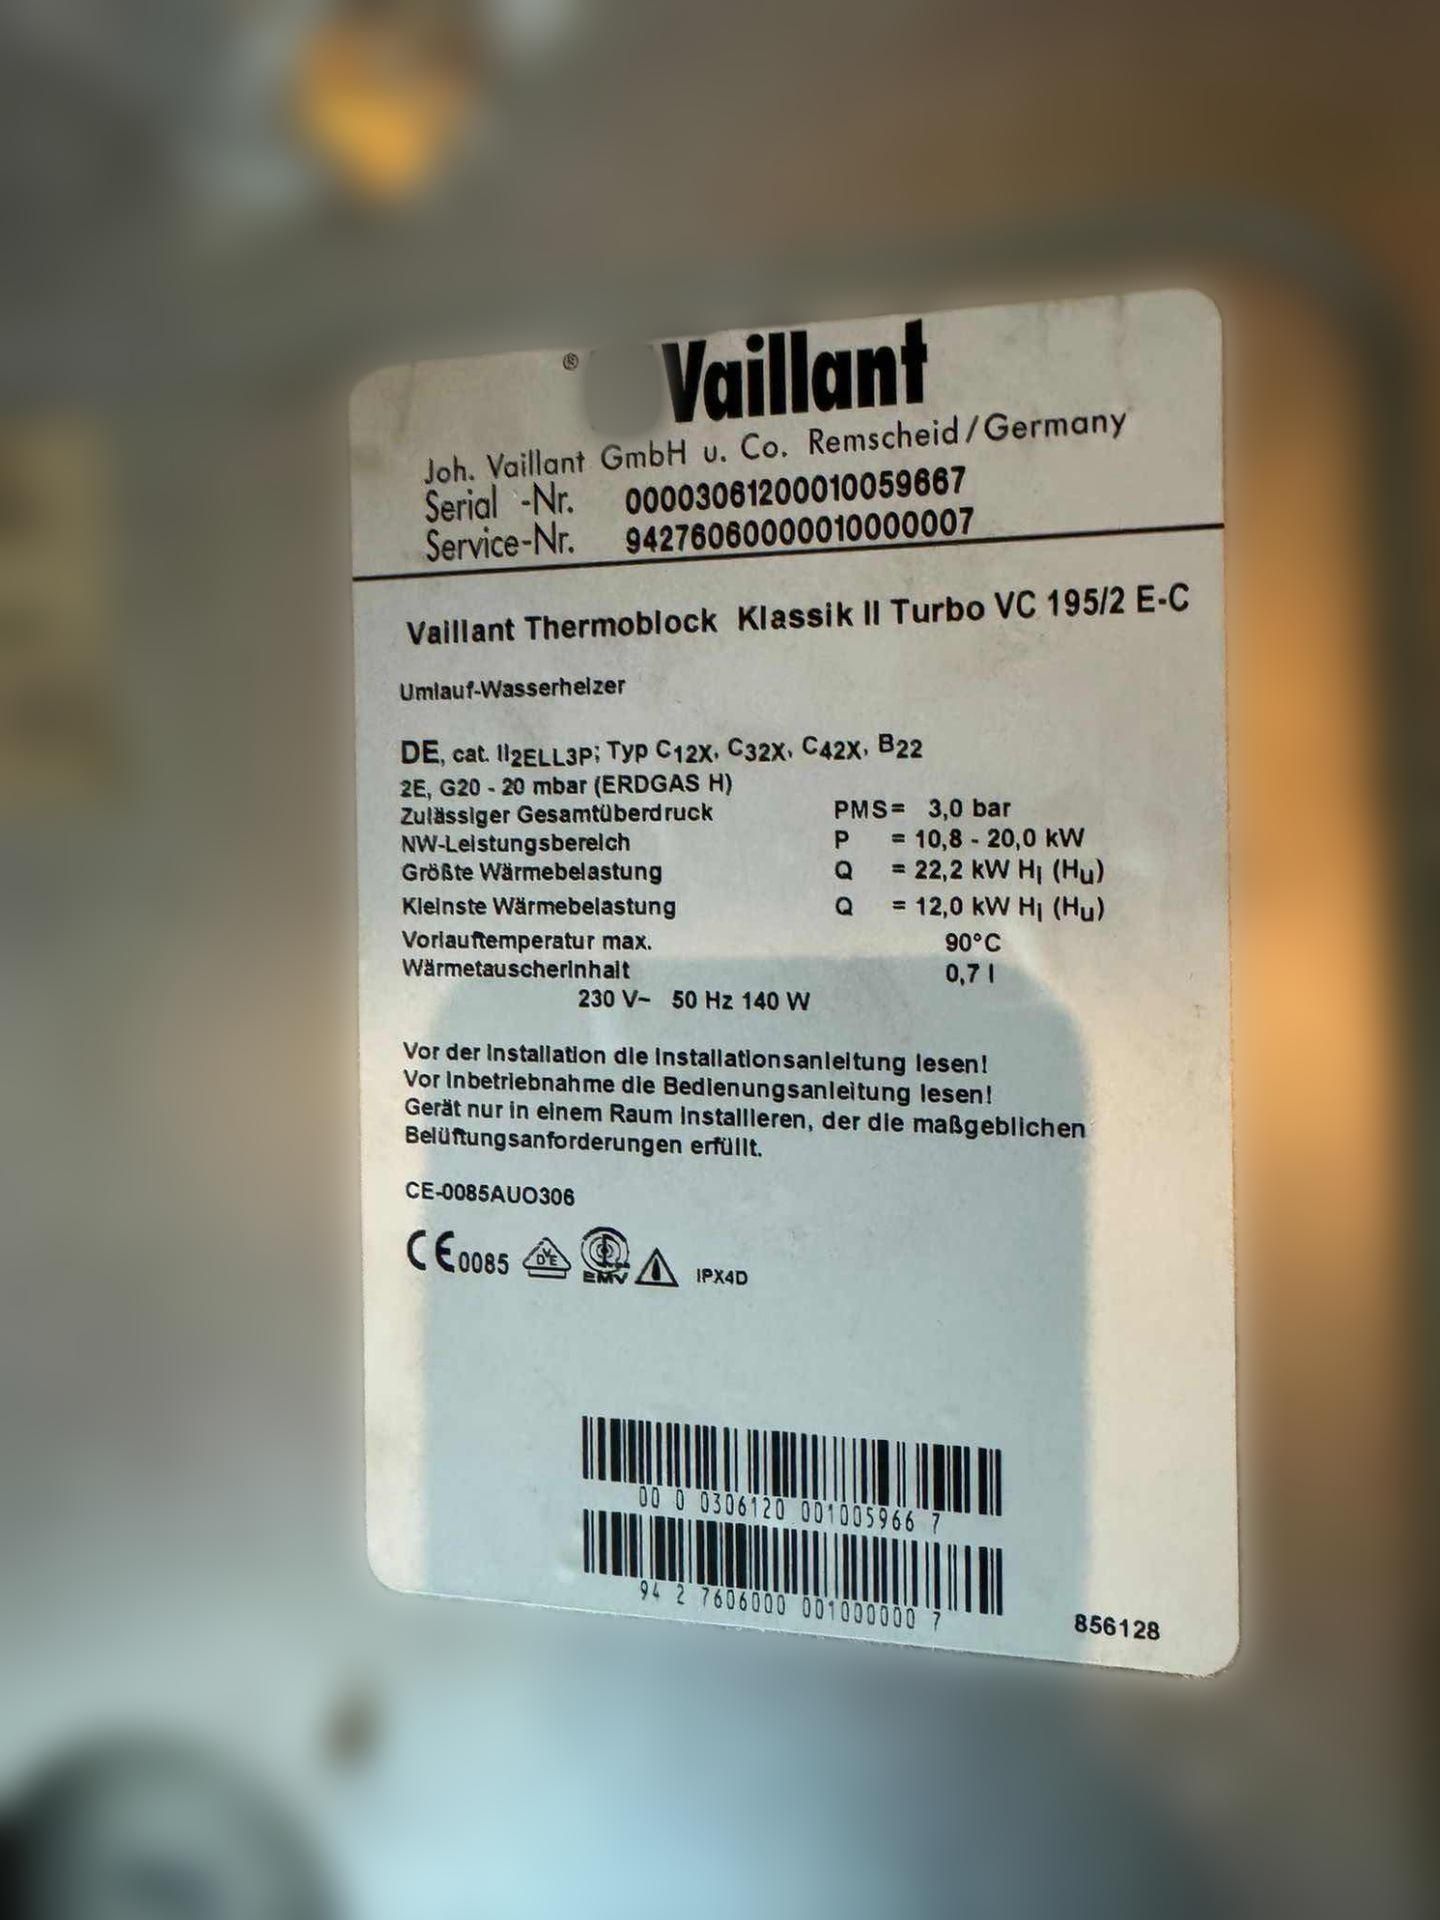 ® Vaillant
Joh. Vaillant GmbH u. Co. Remscheid/Germany
Serial -Nr. 00003061200010059667
Service-Nr. 94276060000010000007
Vaillant Thermoblock Klassik II Turbo VC 195/2 E-C
Umlauf-Wasserheizer
DE, cat. II2ELL3P; Typ C12X, C32X, C42X, B22
2E, G20 - 20 mbar (ERDGAS H)
Zulässiger Gesamtüberdruck PMS= 3,0 bar
NW-Leistungsbereich P = 10,8 - 20,0 kW
Größte Wärmebelastung Q = 22,2 kW Hi (Hu)
Kleinste Wärmebelastung Q = 12,0 kW Hi (Hu)
Vorlauftemperatur max. 90°C
Wärmetauscherinhalt 0,7 l
230 V~ 50 Hz 140 W
Vor der Installation die Installationsanleitung lesen!
Vor Inbetriebnahme die Bedienungsanleitung lesen!
Gerät nur in einem Raum installieren, der die maßgeblichen
Belüftungsanforderungen erfüllt.
CE-0085AUO306
CE 0085 DVE EMV IPX4D
00 0 0306120 001005966 7
94 2 7606000 001000000 7
856128